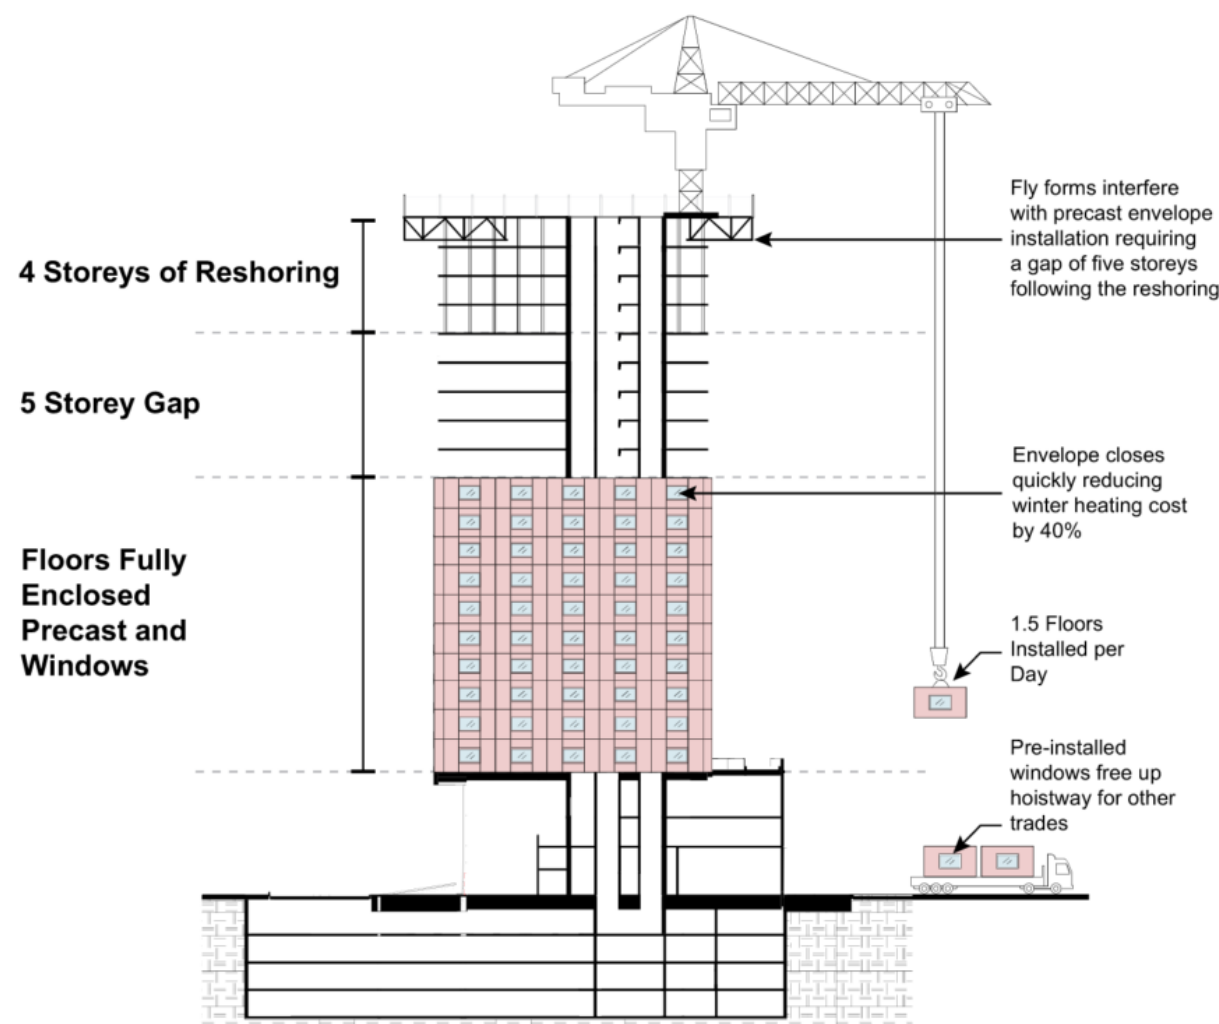 Fly forms interfere
with precast envelope
installation requiring
a gap of five storeys
following the reshoring
4 Storeys of Reshoring
5 Storey Gap
Envelope closes
quickly reducing
winter heating cost
by 40%
Floors Fully
Enclosed
Precast and
Windows
1.5 Floors
Installed per
Day
Pre-installed
windows free up
hoistway for other
trades